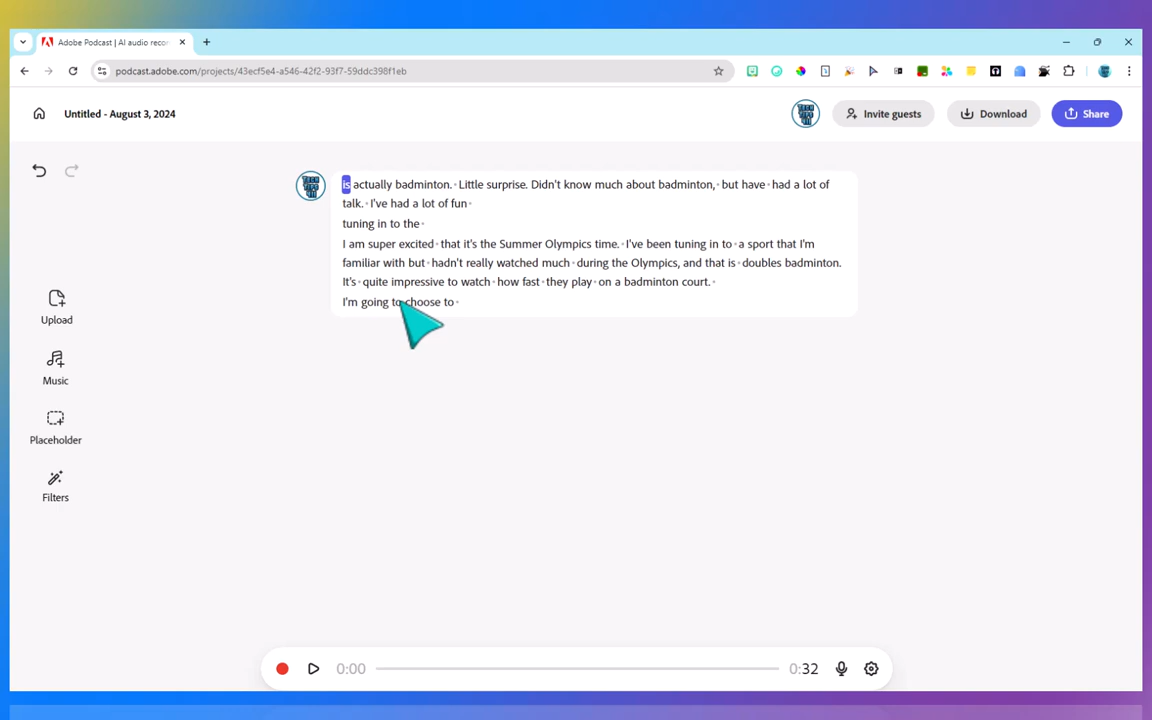 Adobe Podcast | AI audio reco
podcast.adobe.com/projects/43ecf5e4-a546-42f2-93f7-59ddc398f1eb
Untitled - August 3, 2024
TECH TIPS
Invite guests
Download
Share
TECH TIPS
is actually badminton. · Little surprise. Didn't know much about badminton, · but have · had a lot of
talk. · I've had a lot of fun ·
tuning in to the ·
I am super excited · that it's the Summer Olympics time. · I've been tuning in to · a sport that I'm
familiar with but · hadn't really watched much · during the Olympics, and that is · doubles badminton.
It's · quite impressive to watch · how fast · they play · on a badminton court. ·
I'm going to choose to ·
Upload
Music
Placeholder
Filters
0:00
0:32